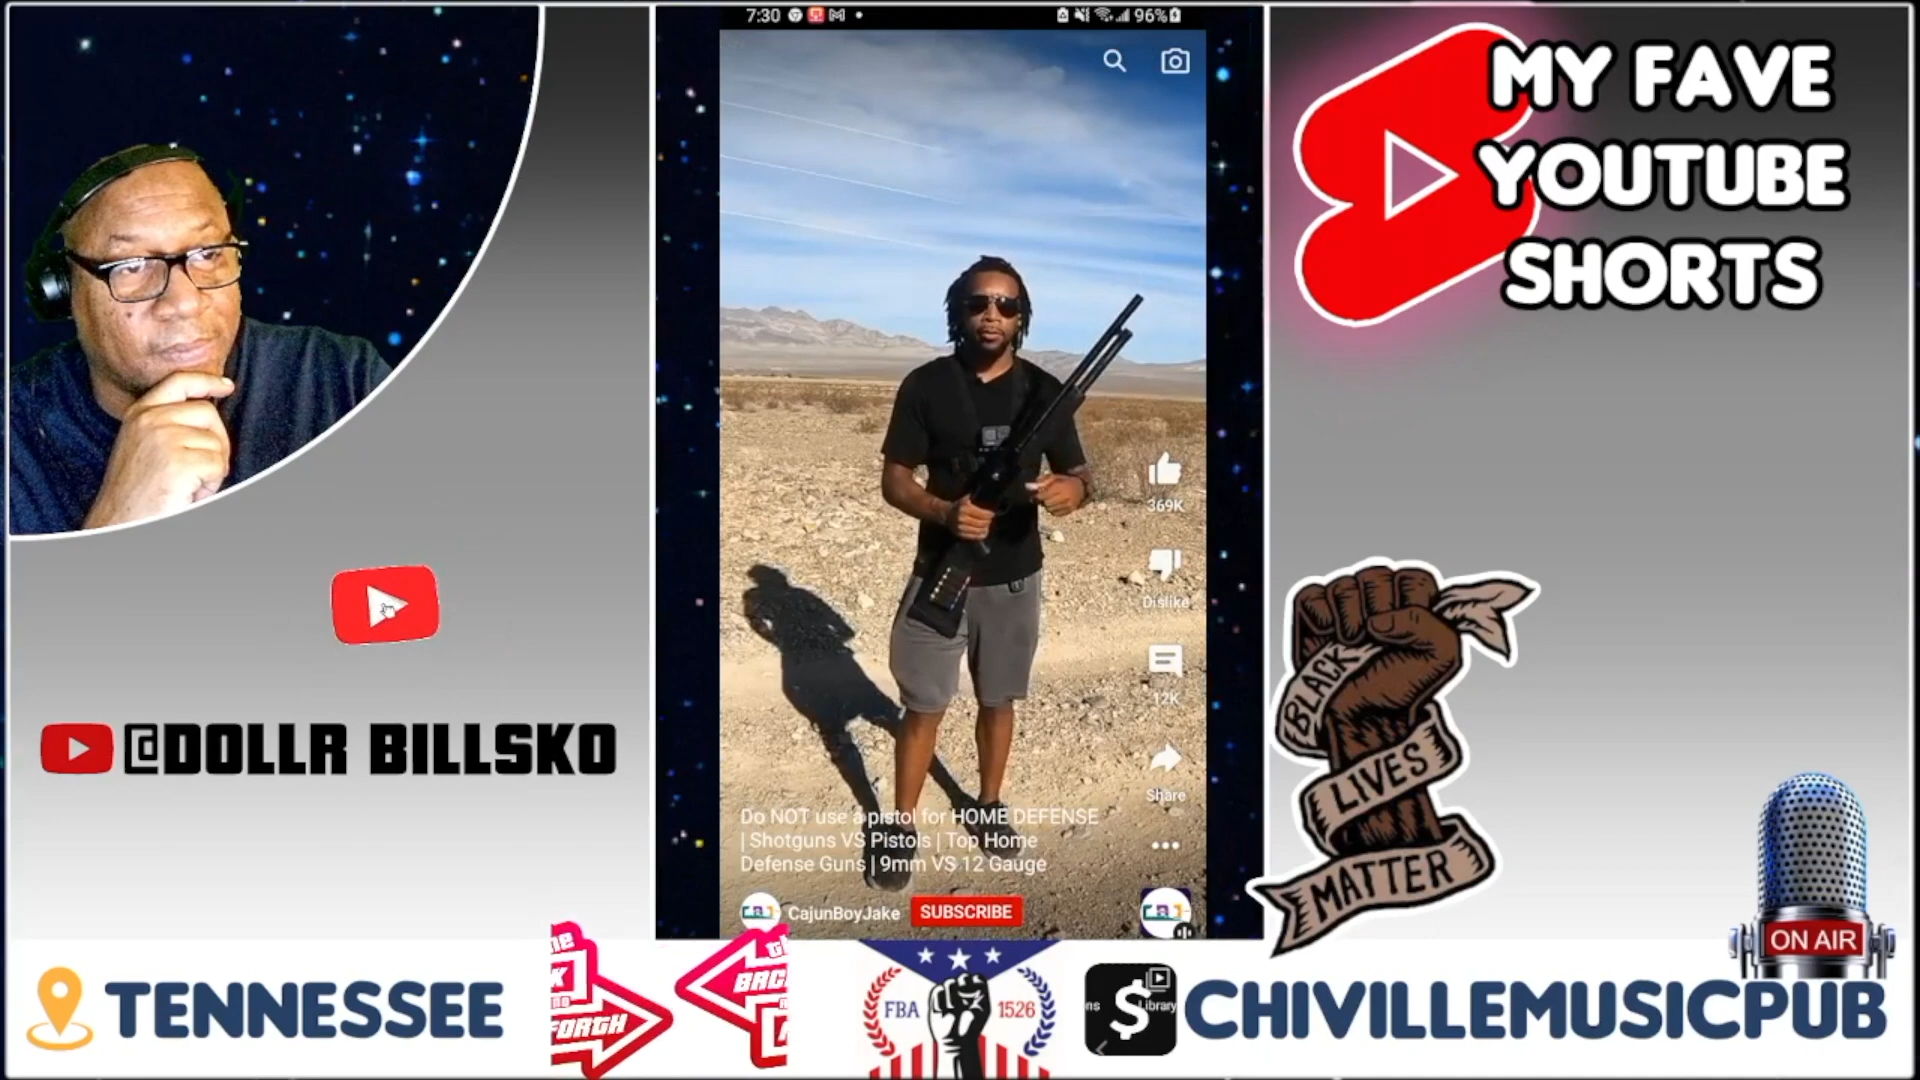 7:30
96%
MY FAVE
YOUTUBE
SHORTS
369K
Dislike
12K
Share
Do NOT use a pistol for HOME DEFENSE
| Shotguns VS Pistols | Top Home
Defense Guns | 9mm VS 12 Gauge
CajunBoyJake
SUBSCRIBE
@DOLLR BILLSKO
BLACK
LIVES
MATTER
ON AIR
TENNESSEE
FORTH
FBA
1526
$
Library
CHIVILLEMUSICPUB